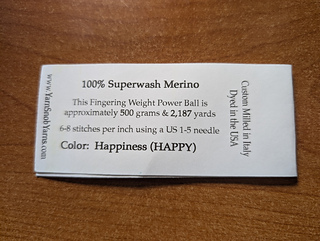 100% Superwash Merino
This Fingering Weight Power Ball is
approximately 500 grams & 2,187 yards
6-8 stitches per inch using a US 1-5 needle
Color: Happiness (HAPPY)
www.YarnSnobYarns.com
Custom Milled in Italy
Dyed in the USA